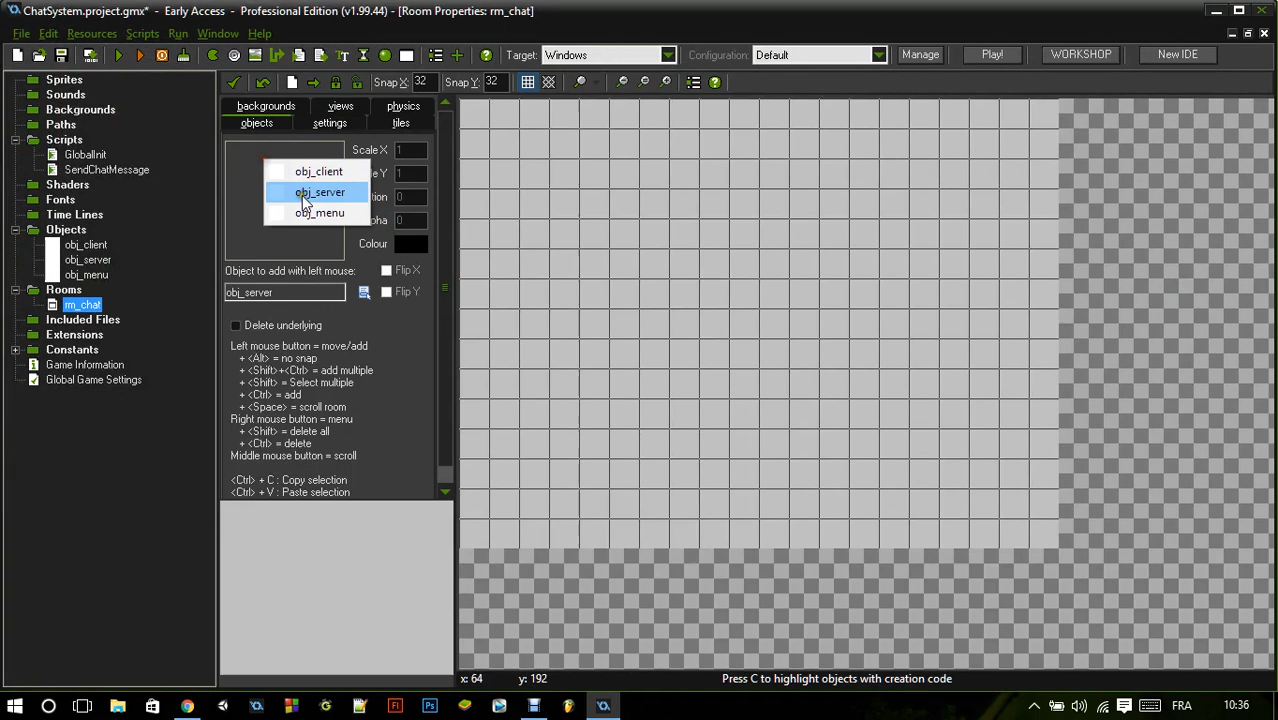 ChatSystem.project.gmx* - Early Access - Professional Edition (v1.99.44) - [Room Properties: rm_chat]
File Edit Resources Scripts Run Window Help
Target: Windows Configuration: Default Manage Play! WORKSHOP New IDE
Snap X: 32 Snap Y: 32
Sprites
Sounds
Backgrounds
Paths
Scripts
GlobalInit
SendChatMessage
Shaders
Fonts
Time Lines
Objects
obj_client
obj_server
obj_menu
Rooms
rm_chat
Included Files
Extensions
Constants
Game Information
Global Game Settings
backgrounds views physics
objects settings tiles
Scale X 1
obj_client
obj_server
obj_menu
Colour
Object to add with left mouse: Flip X
obj_server Flip Y
Delete underlying
Left mouse button = move/add
+ <Alt> = no snap
+ <Shift>+<Ctrl> = add multiple
+ <Shift> = Select multiple
+ <Ctrl> = add
+ <Space> = scroll room
Right mouse button = menu
+ <Shift> = delete all
+ <Ctrl> = delete
Middle mouse button = scroll
<Ctrl> + C : Copy selection
<Ctrl> + V : Paste selection
x: 64 y: 192 Press C to highlight objects with creation code
FRA 10:36